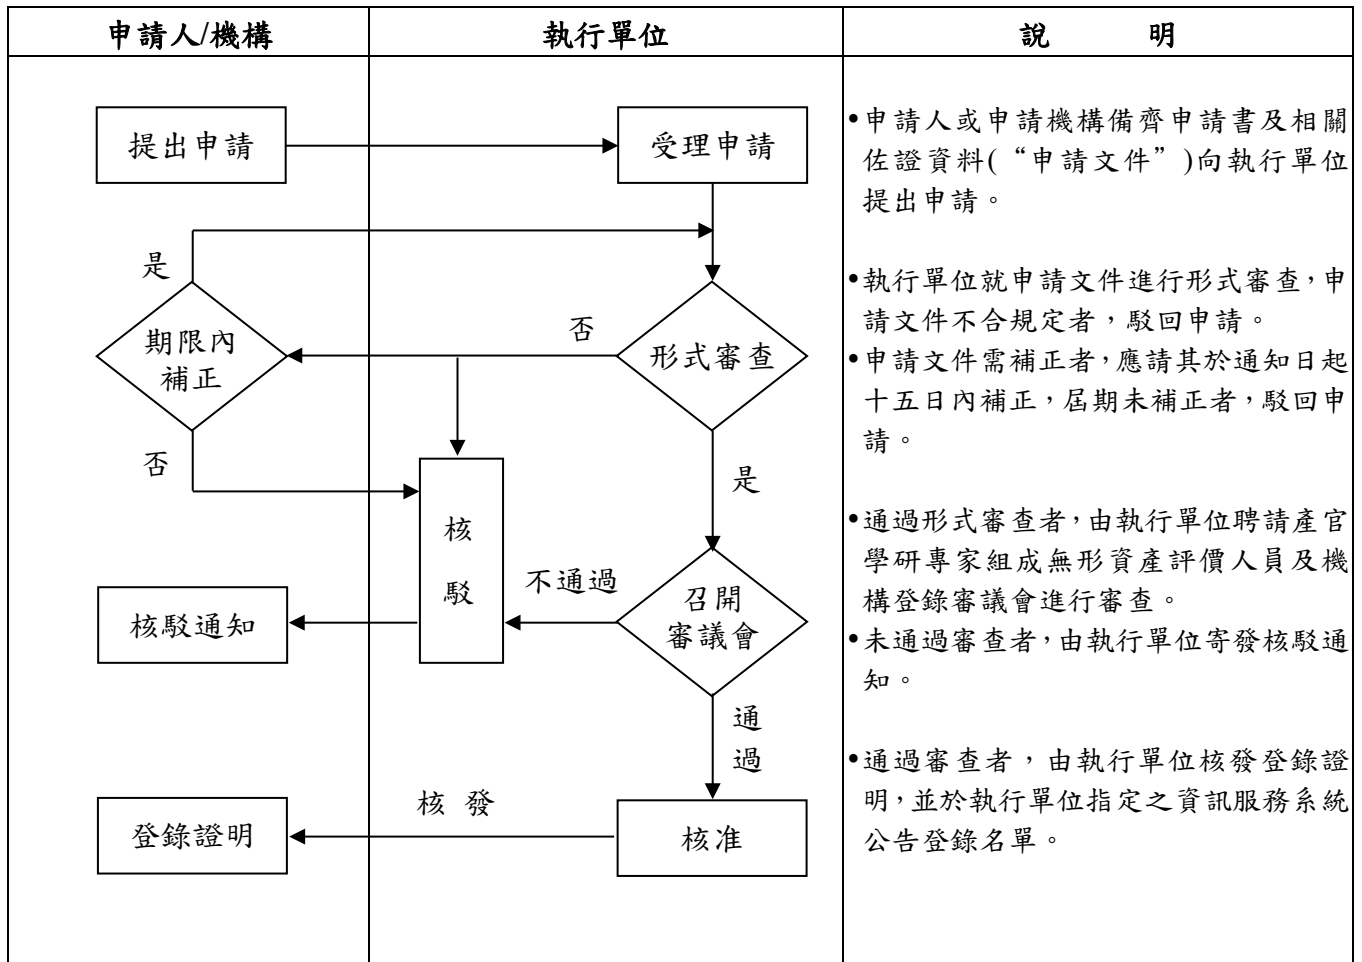 申請人/機構
執行單位
說 明
提出申請
受理申請
是
期限內
補正
否
形式審查
否
是
核
駁
不通過
召開
審議會
核駁通知
通
過
核 發
登錄證明
核准
•申請人或申請機構備齊申請書及相關
佐證資料(“申請文件”)向執行單位
提出申請。
•執行單位就申請文件進行形式審查，申
請文件不合規定者，駁回申請。
•申請文件需補正者，應請其於通知日起
十五日內補正，屆期未補正者，駁回申
請。
•通過形式審查者，由執行單位聘請產官
學研專家組成無形資產評價人員及機
構登錄審議會進行審查。
•未通過審查者，由執行單位寄發核駁通
知。
•通過審查者，由執行單位核發登錄證
明，並於執行單位指定之資訊服務系統
公告登錄名單。